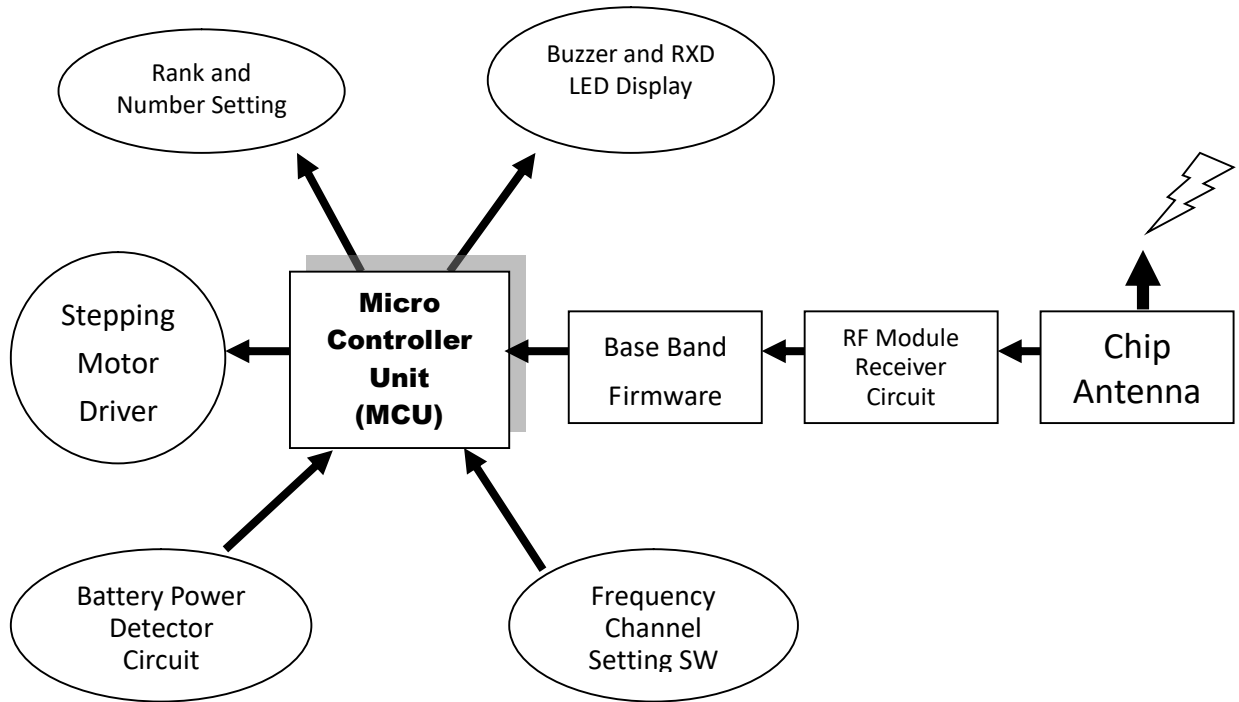 Rank and
Number Setting
Buzzer and RXD
LED Display
Stepping
Motor
Driver
Micro
Controller
Unit
(MCU)
Base Band
Firmware
RF Module
Receiver
Circuit
Chip
Antenna
Battery Power
Detector
Circuit
Frequency
Channel
Setting SW